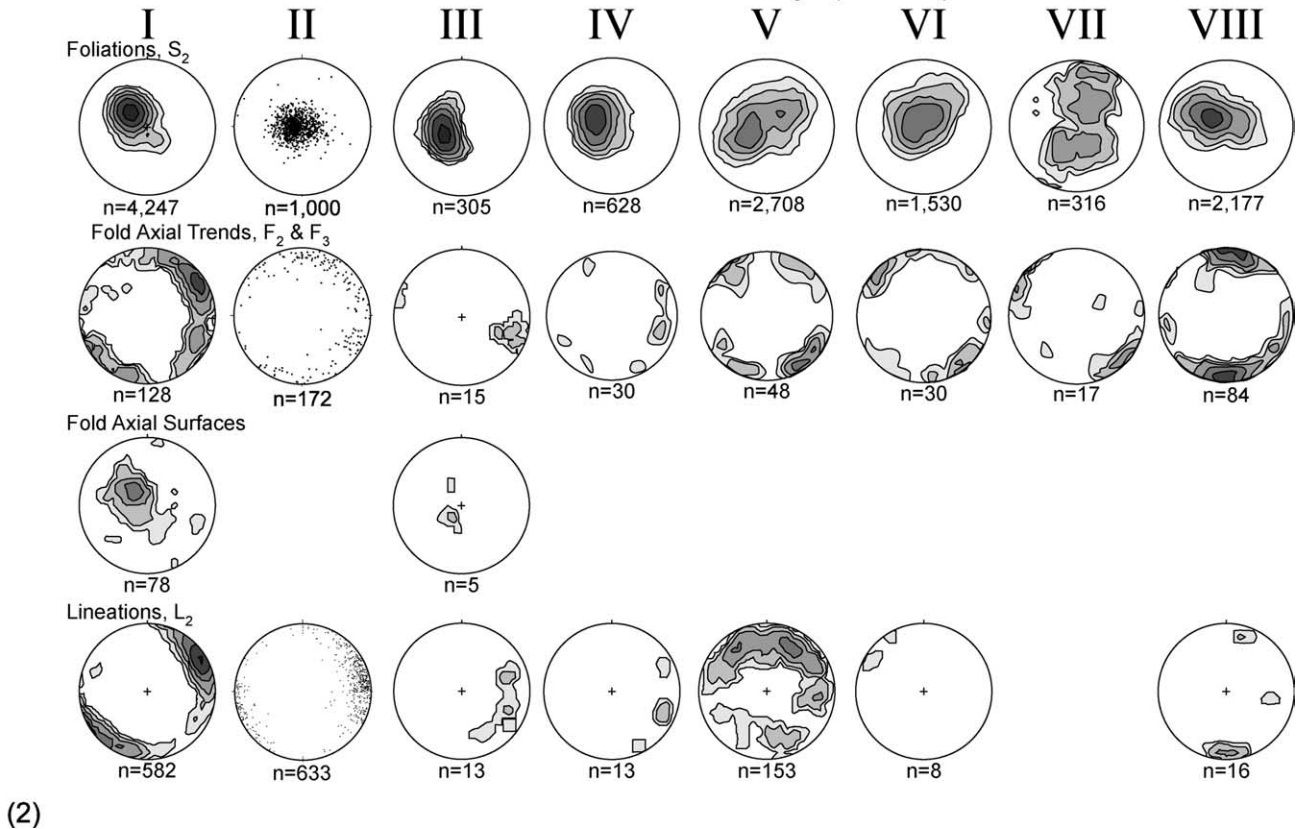 I II III IV V VI VII VIII
Foliations, S2
n=4,247 n=1,000 n=305 n=628 n=2,708 n=1,530 n=316 n=2,177
Fold Axial Trends, F2 & F3
n=128 n=172 n=15 n=30 n=48 n=30 n=17 n=84
Fold Axial Surfaces
n=78 n=5
Lineations, L2
n=582 n=633 n=13 n=13 n=153 n=8 n=16
(2)